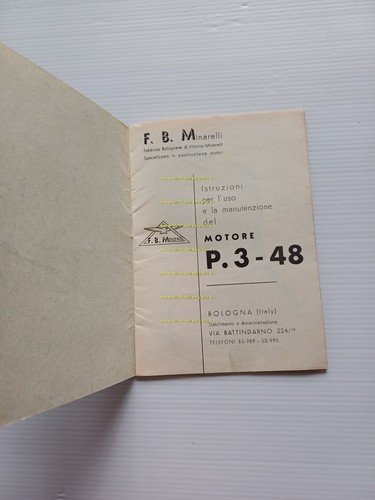 F. B. Minarelli
Fabbrica Bolognese di Vittorio Minarelli
Specializzata in costruzione motori
Istruzioni
per l'uso
e la manutenzione
del
F. B. Minarelli
MOTORE
P. 3 - 48
BOLOGNA (Italy)
Stabilimento e Amministrazione
VIA BATTINDARNO 224/
TELEFONI 53-989 - 53-990